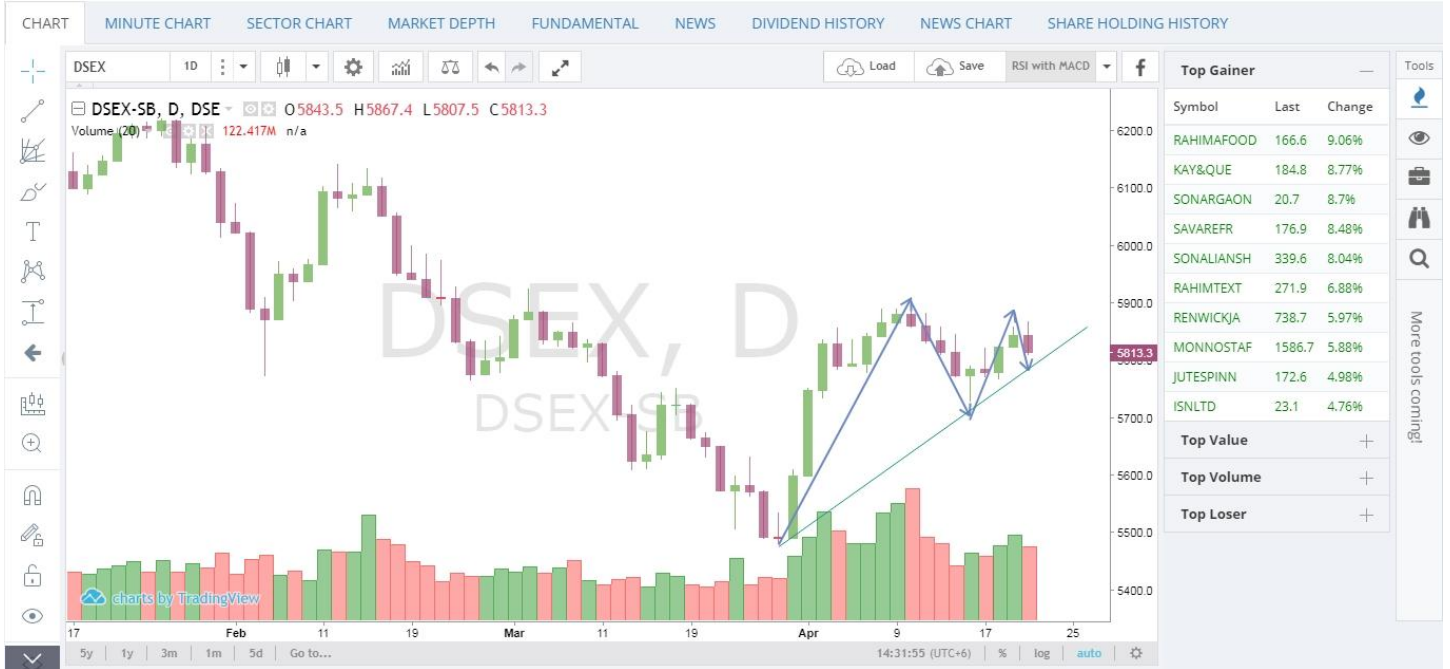 CHART MINUTE CHART SECTOR CHART MARKET DEPTH FUNDAMENTAL NEWS DIVIDEND HISTORY NEWS CHART SHARE HOLDING HISTORY
DSEX 1D Load Save RSI with MACD f
DSEX-SB, D, DSE O5843.5 H5867.4 L5807.5 C5813.3
Volume (20) 122.417M n/a
T
DSEX, D
DSEX-SB
6200.0
6100.0
6000.0
5900.0
5813.3
5800.0
5700.0
5600.0
5500.0
5400.0
charts by TradingView
17 Feb 11 19 Mar 11 19 Apr 9 17 25
5y 1y 3m 1m 5d Go to... 14:31:55 (UTC+6) % log auto
Top Gainer
Symbol Last Change
RAHIMAFOOD 166.6 9.06%
KAY&QUE 184.8 8.77%
SONARGAON 20.7 8.7%
SAVAREFR 176.9 8.48%
SONALIANSH 339.6 8.04%
RAHIMTEXT 271.9 6.88%
RENWICKJA 738.7 5.97%
MONNOSTAF 1586.7 5.88%
JUTESPINN 172.6 4.98%
ISNLTD 23.1 4.76%
Top Value
Top Volume
Top Loser
Tools
More tools coming!